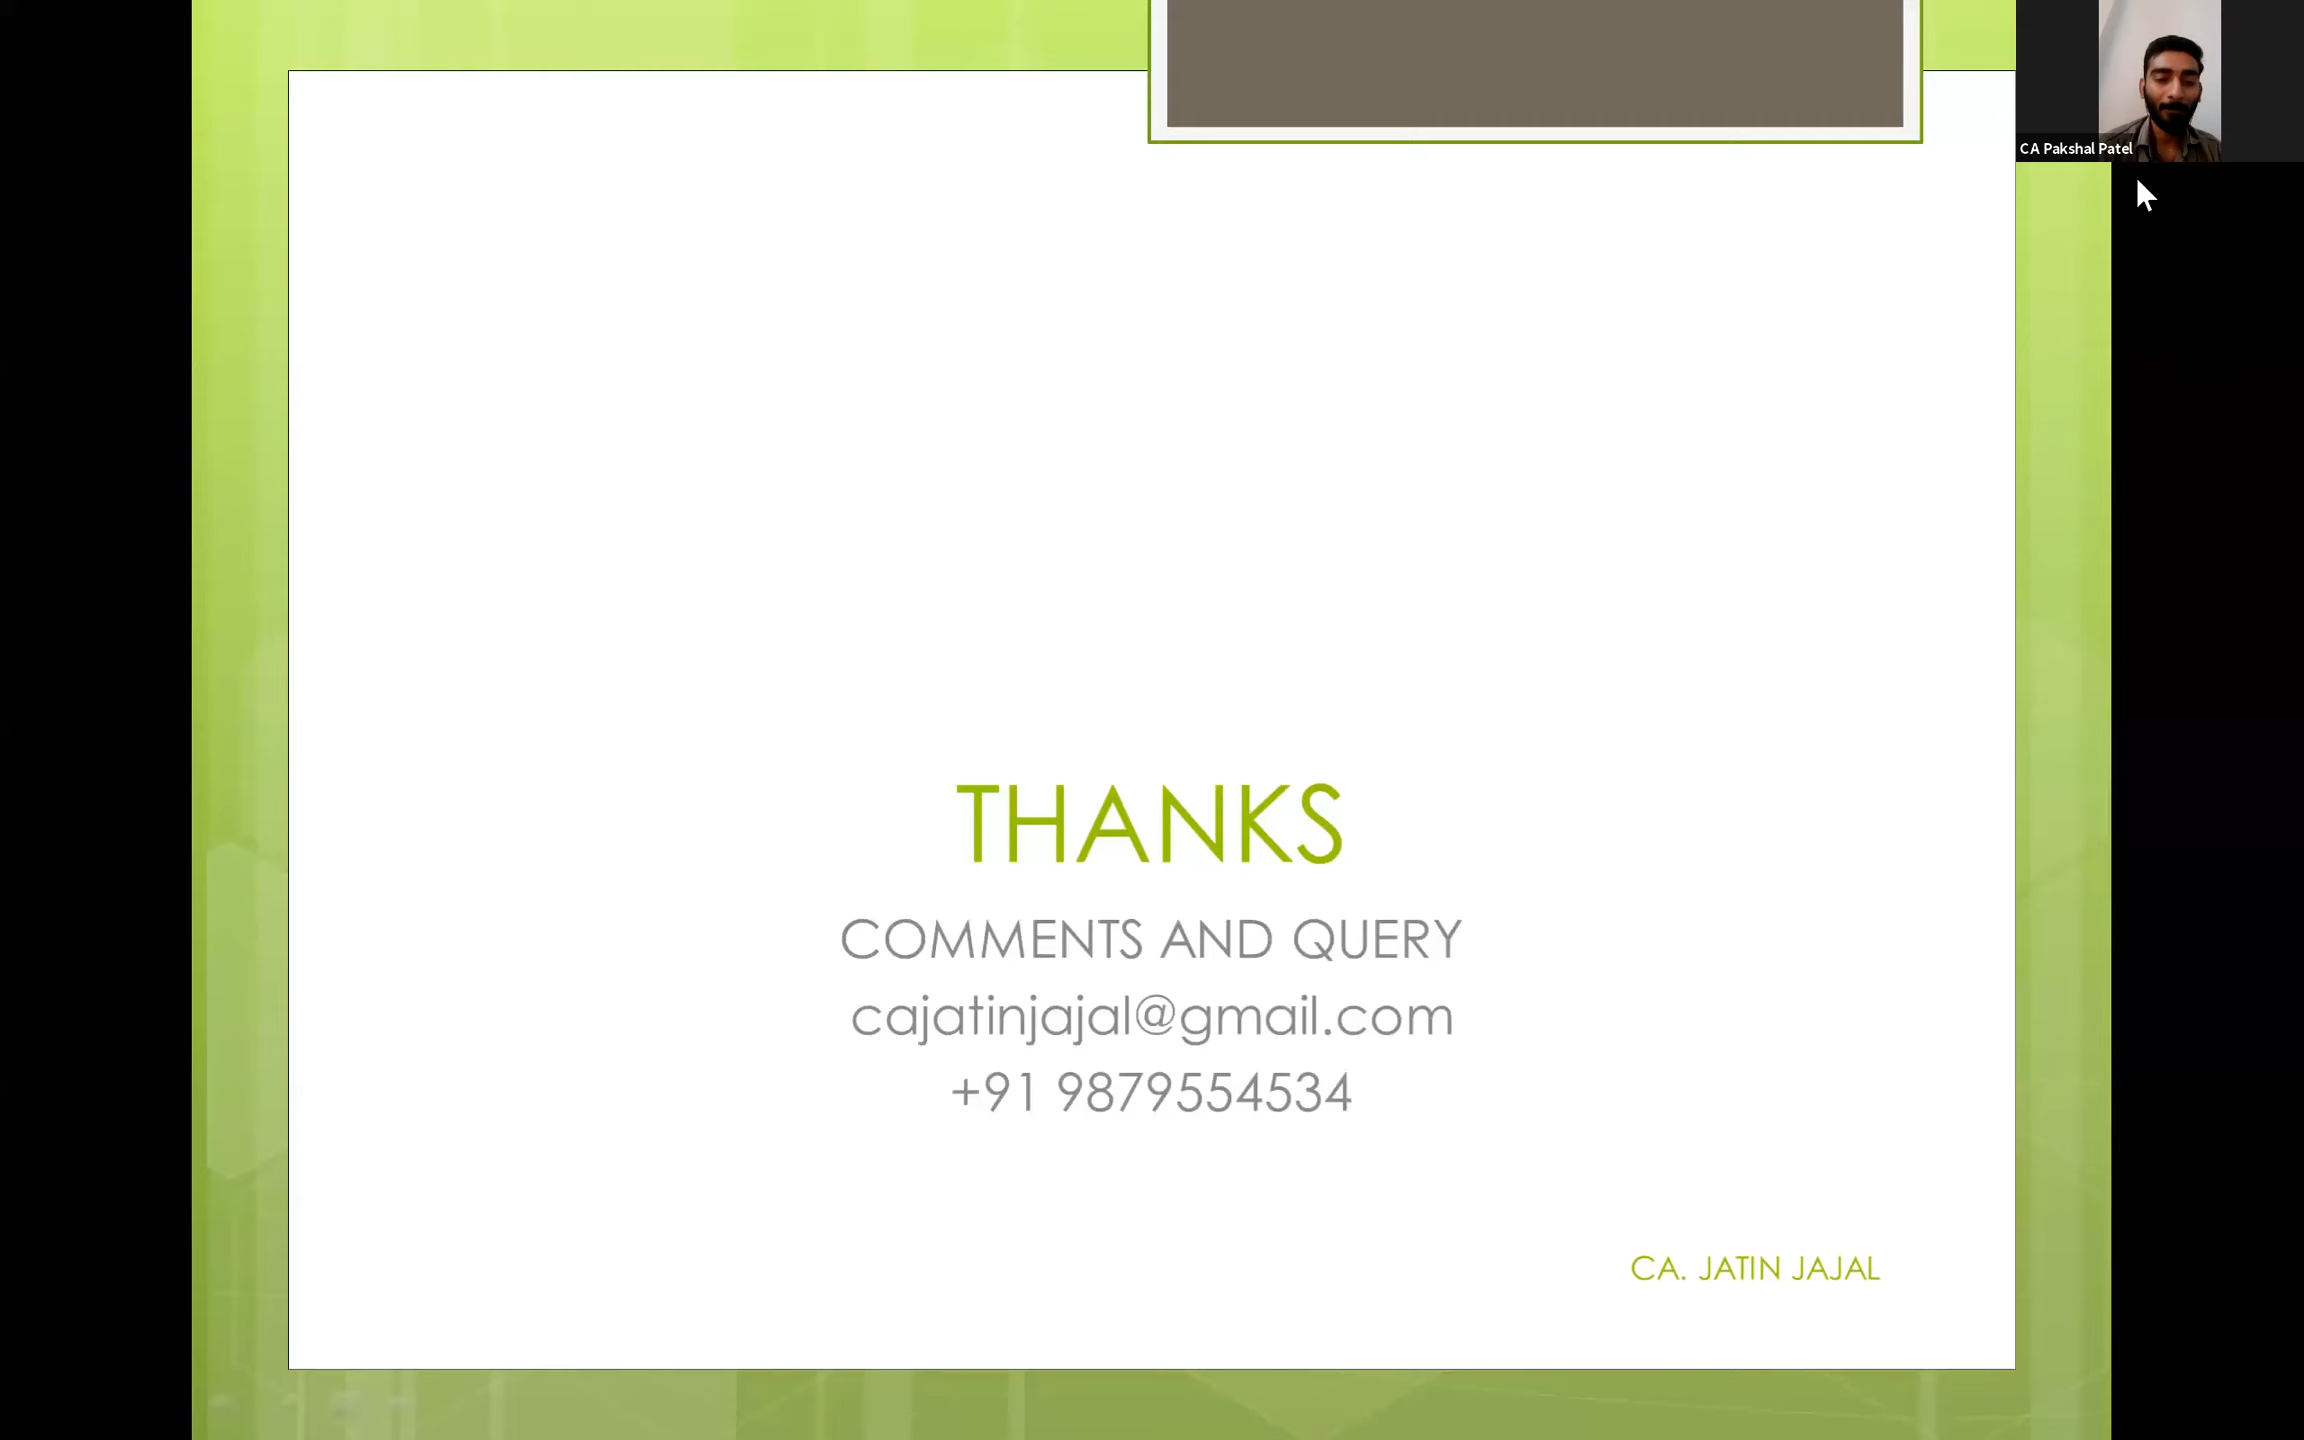 CA Pakshal Patel
THANKS
COMMENTS AND QUERY
cajatinjajal@gmail.com
+91 9879554534
CA. JATIN JAJAL